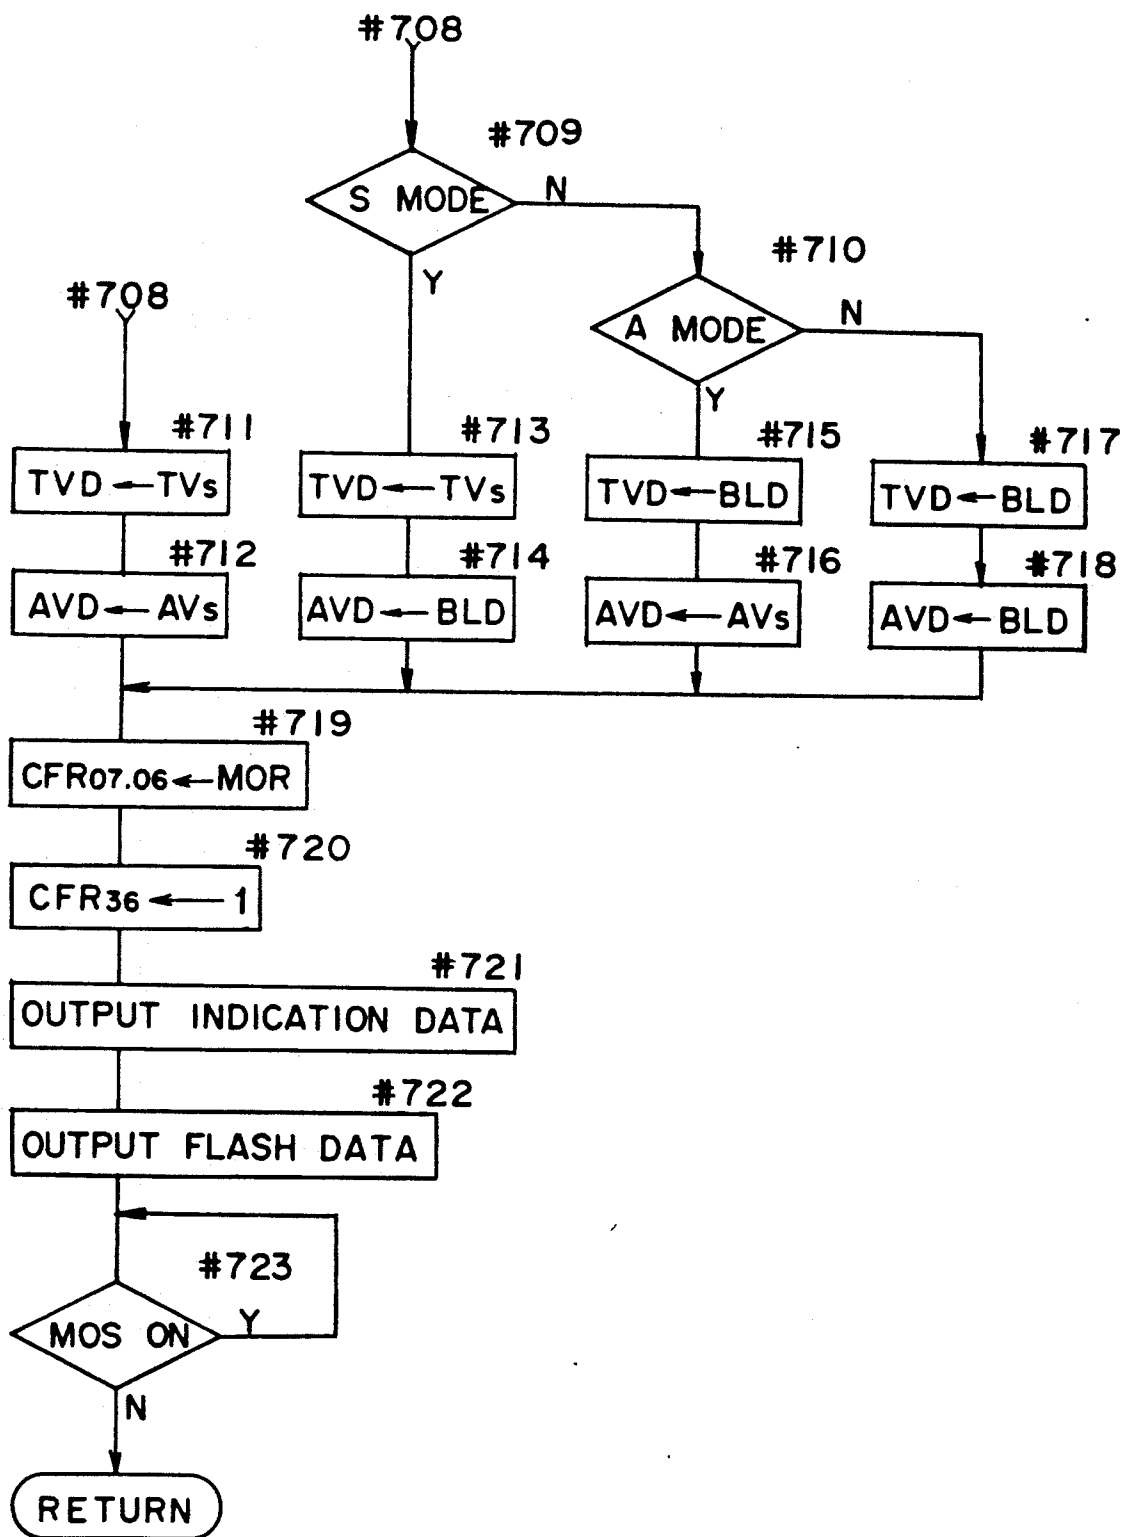 #708
#709
S MODE
N
Y
#710
A MODE
N
Y
#708
#711
TVD ← TVs
#712
AVD ← AVs
#713
TVD ← TVs
#714
AVD ← BLD
#715
TVD ← BLD
#716
AVD ← AVs
#717
TVD ← BLD
#718
AVD ← BLD
#719
CFR07.06 ← MOR
#720
CFR36 ← 1
#721
OUTPUT INDICATION DATA
#722
OUTPUT FLASH DATA
#723
MOS ON
Y
N
RETURN